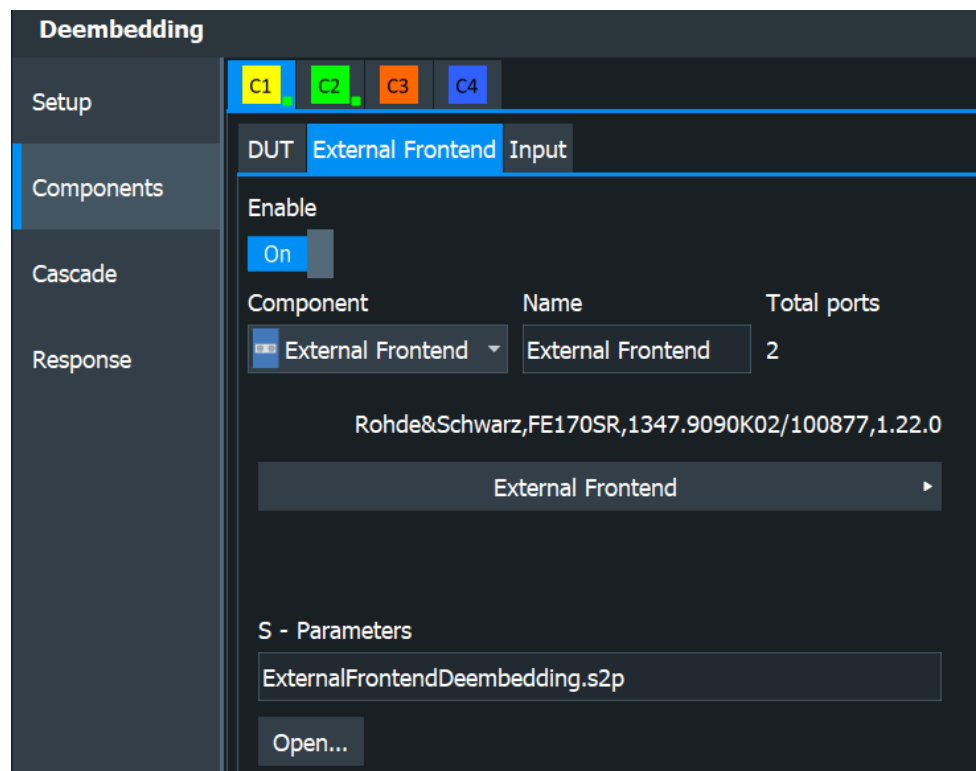 Deembedding
Setup
Components
Cascade
Response
C1 C2 C3 C4
DUT External Frontend Input
Enable
On
Component Name Total ports
External Frontend External Frontend 2
Rohde&Schwarz,FE170SR,1347.9090K02/100877,1.22.0
External Frontend
S - Parameters
ExternalFrontendDeembedding.s2p
Open...